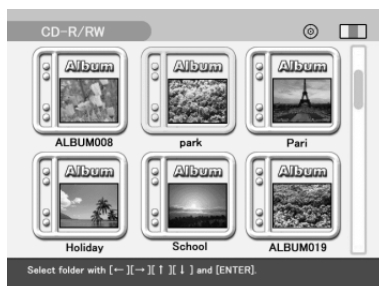 CD-R/RW
Album Album Album
ALBUM008 park Pari
Album Album Album
Holiday School ALBUM019
Select folder with [←][→][↑][↓] and [ENTER].